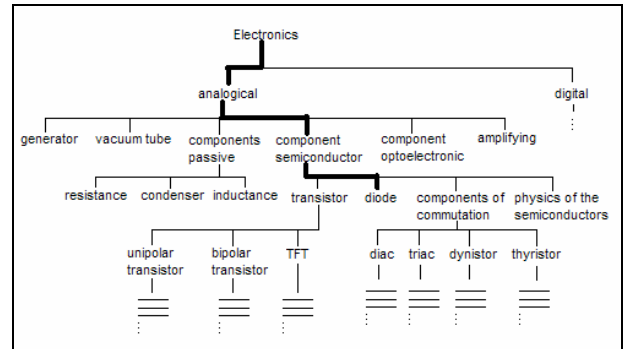 Electronics
analogical digital
generator vacuum tube components component component amplifying
passive semiconductor optoelectronic
resistance condenser inductance transistor diode components of physics of the
commutation semiconductors
unipolar bipolar TFT diac triac dynistor thyristor
transistor transistor